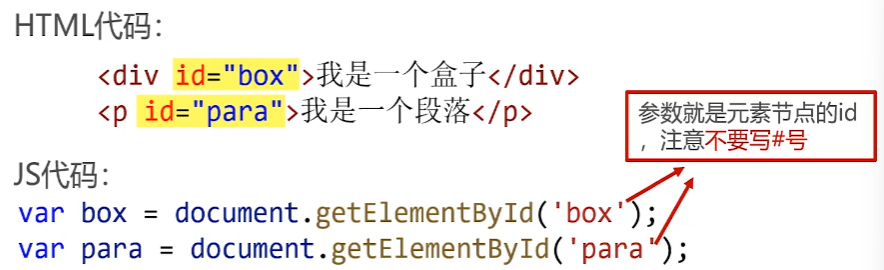 HTML代码：
<div id="box">我是一个盒子</div>
<p id="para">我是一个段落</p>
参数就是元素节点的id
，注意不要写#号
JS代码：
var box = document.getElementById('box');
var para = document.getElementById('para');